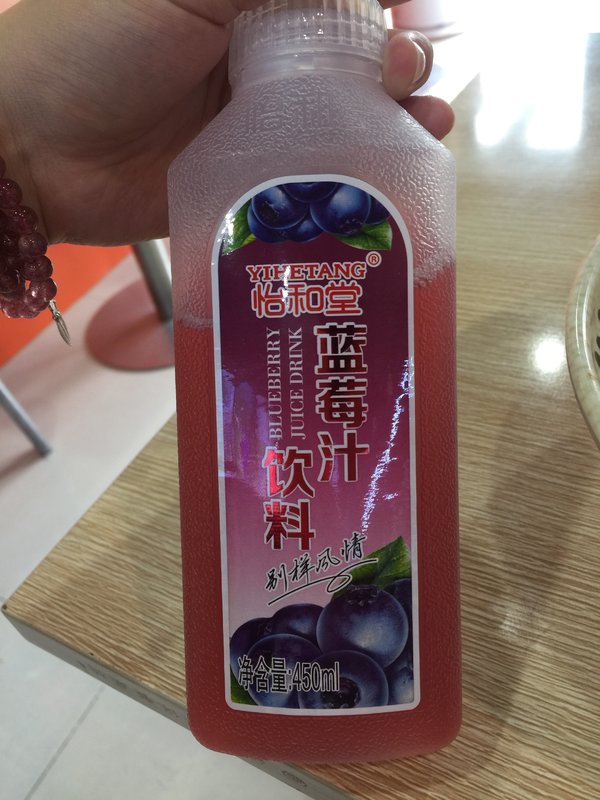 YIHETANG®
怡和堂
蓝莓汁
饮料
BLUEBERRY
JUICE DRINK
别样风情
净含量:450ml